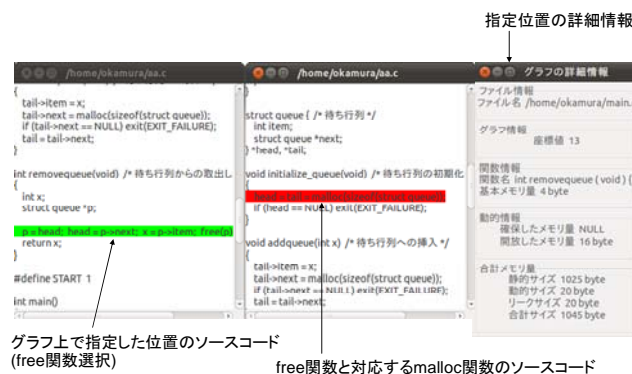 指定位置の詳細情報
/home/okamura/aa.c
{
tail->item = x;
tail->next = malloc(sizeof(struct queue));
if (tail->next == NULL) exit(EXIT_FAILURE);
tail = tail->next;
}
int removequeue(void) /* 待ち行列からの取出し
{
int x;
struct queue *p;
p = head; head = p->next; x = p->item; free(p)
return x;
}
#define START 1
int main()
/home/okamura/aa.c
}
struct queue { /* 待ち行列 */
int item;
struct queue *next;
} *head, *tail;
void initialize_queue(void) /* 待ち行列の初期化
{
head = tail = malloc(sizeof(struct queue));
if (head == NULL) exit(EXIT_FAILURE);
}
void addqueue(int x) /* 待ち行列への挿入 */
{
tail->item = x;
tail->next = malloc(sizeof(struct queue));
if (tail->next == NULL) exit(EXIT_FAILURE);
tail = tail->next;
グラフの詳細情報
ファイル情報
ファイル名 /home/okamura/main.
グラフ情報
座標値 13
関数情報
関数名 int removequeue ( void ) {
基本メモリ量 4 byte
動的情報
確保したメモリ量 NULL
開放したメモリ量 16 byte
合計メモリ量
静的サイズ 1025 byte
動的サイズ 20 byte
リークサイズ 20 byte
合計サイズ 1045 byte
グラフ上で指定した位置のソースコード
(free関数選択)
free関数と対応するmalloc関数のソースコード